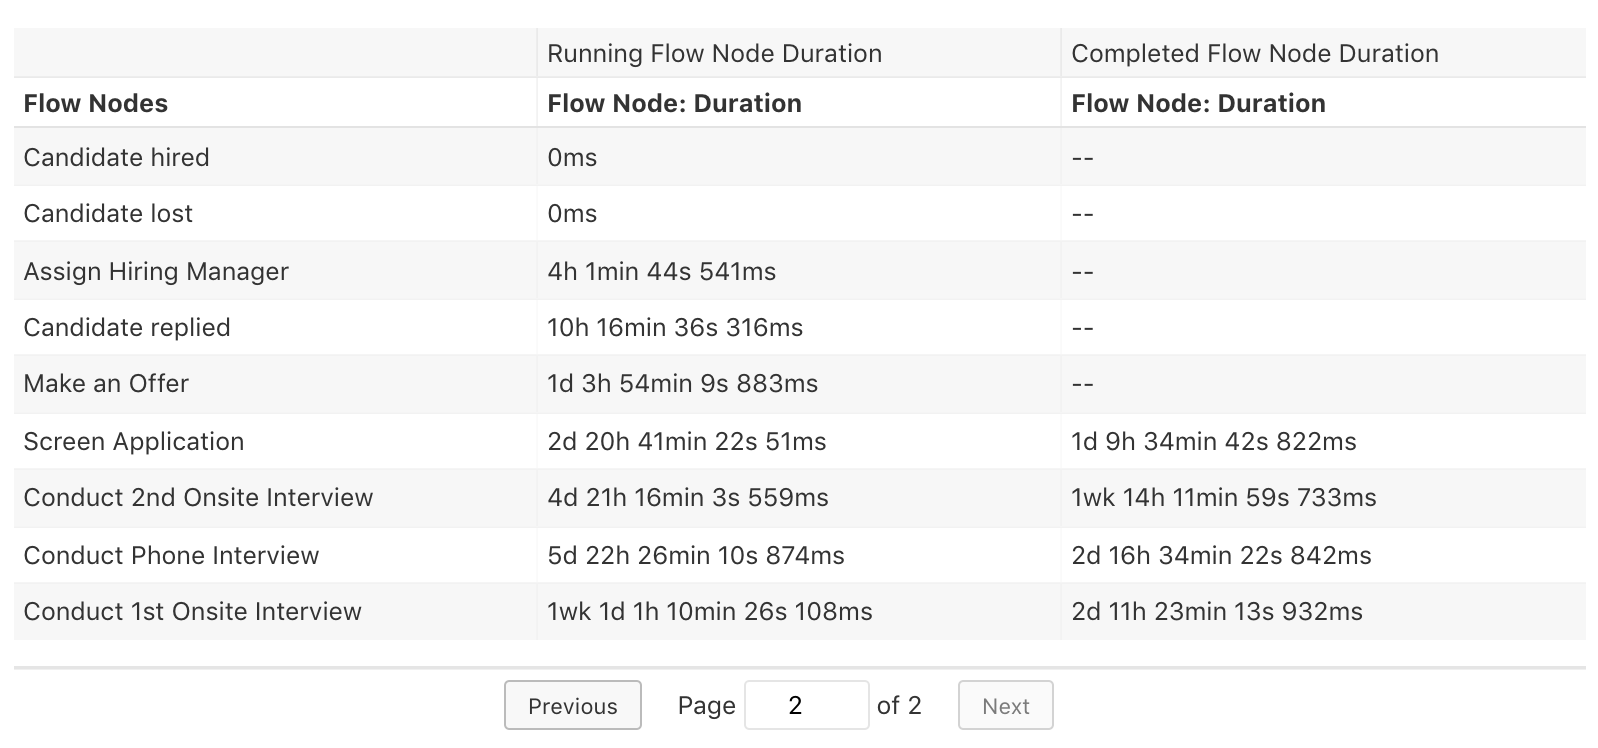 Running Flow Node Duration Completed Flow Node Duration
Flow Nodes Flow Node: Duration Flow Node: Duration
Candidate hired 0ms --
Candidate lost 0ms --
Assign Hiring Manager 4h 1min 44s 541ms --
Candidate replied 10h 16min 36s 316ms --
Make an Offer 1d 3h 54min 9s 883ms --
Screen Application 2d 20h 41min 22s 51ms 1d 9h 34min 42s 822ms
Conduct 2nd Onsite Interview 4d 21h 16min 3s 559ms 1wk 14h 11min 59s 733ms
Conduct Phone Interview 5d 22h 26min 10s 874ms 2d 16h 34min 22s 842ms
Conduct 1st Onsite Interview 1wk 1d 1h 10min 26s 108ms 2d 11h 23min 13s 932ms
Previous Page 2 of 2 Next